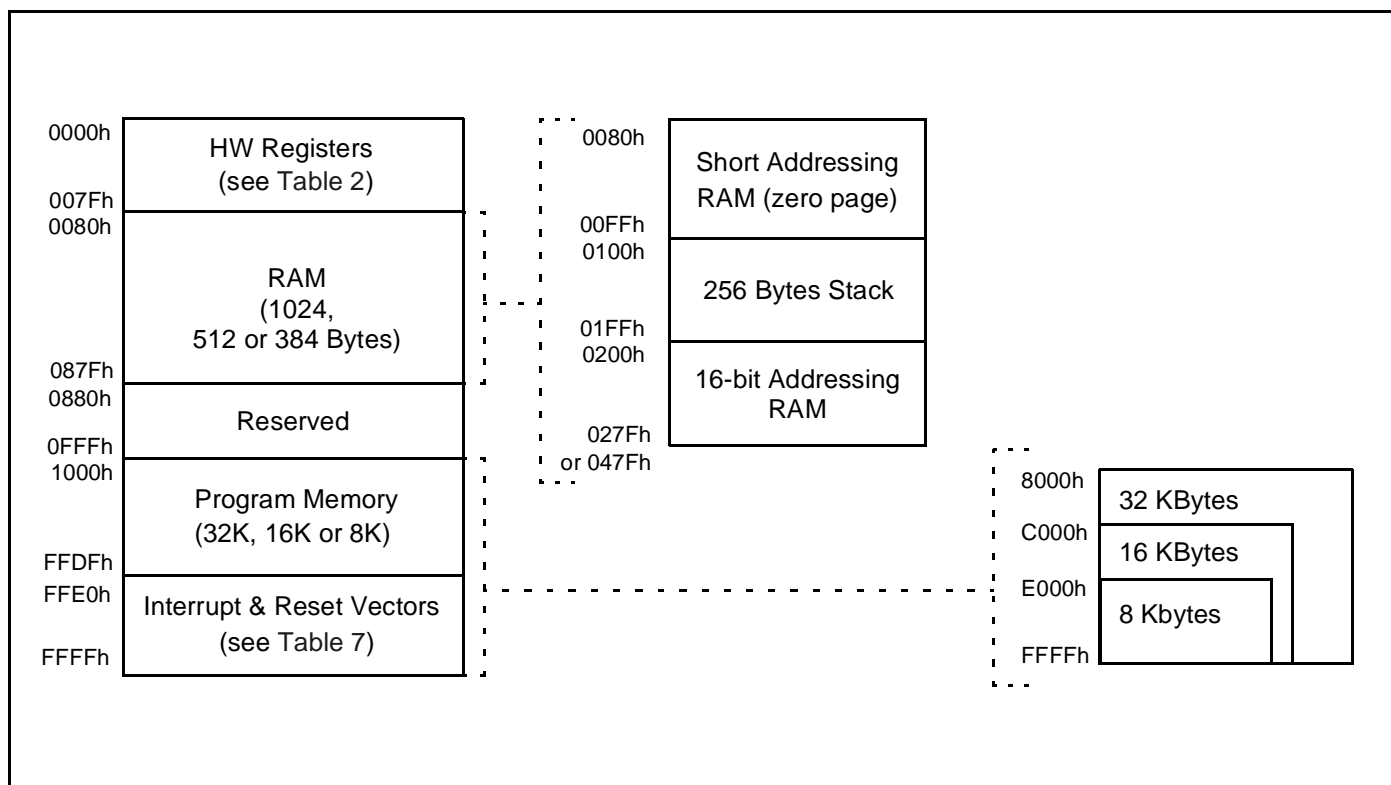 0000h
HW Registers
(see Table 2)
007Fh
0080h
RAM
(1024,
512 or 384 Bytes)
087Fh
0880h
Reserved
0FFFh
1000h
Program Memory
(32K, 16K or 8K)
FFDFh
FFE0h
Interrupt & Reset Vectors
(see Table 7)
FFFFh
0080h
Short Addressing
RAM (zero page)
00FFh
0100h
256 Bytes Stack
01FFh
0200h
16-bit Addressing
RAM
027Fh
or 047Fh
8000h
32 KBytes
C000h
16 KBytes
E000h
8 Kbytes
FFFFh